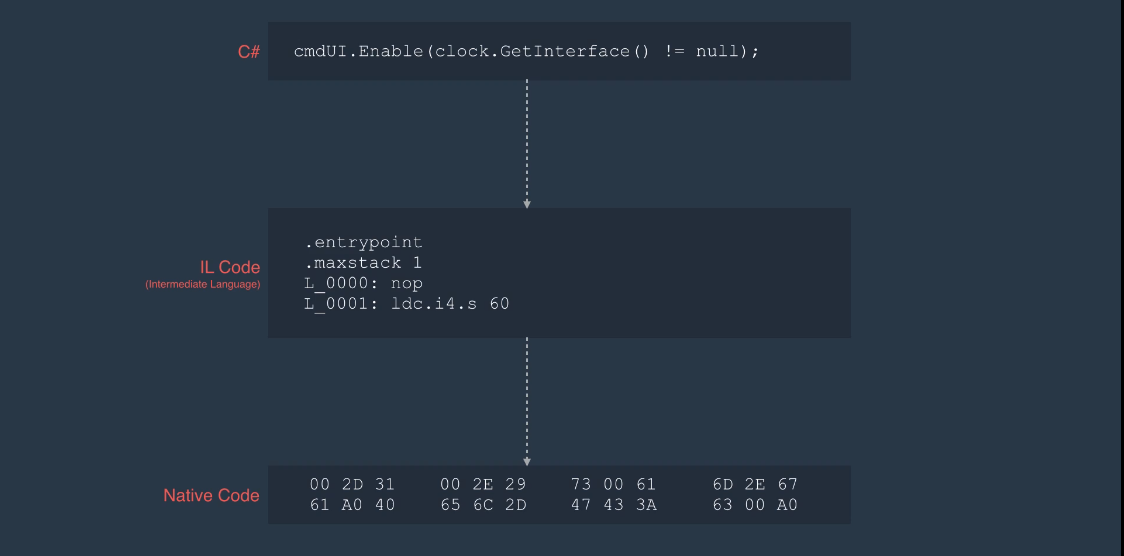 C#
cmdUI.Enable(clock.GetInterface() != null);
IL Code
(Intermediate Language)
.entrypoint
.maxstack 1
L_0000: nop
L_0001: ldc.i4.s 60
Native Code
00 2D 31 00 2E 29 73 00 61 6D 2E 67
61 A0 40 65 6C 2D 47 43 3A 63 00 A0